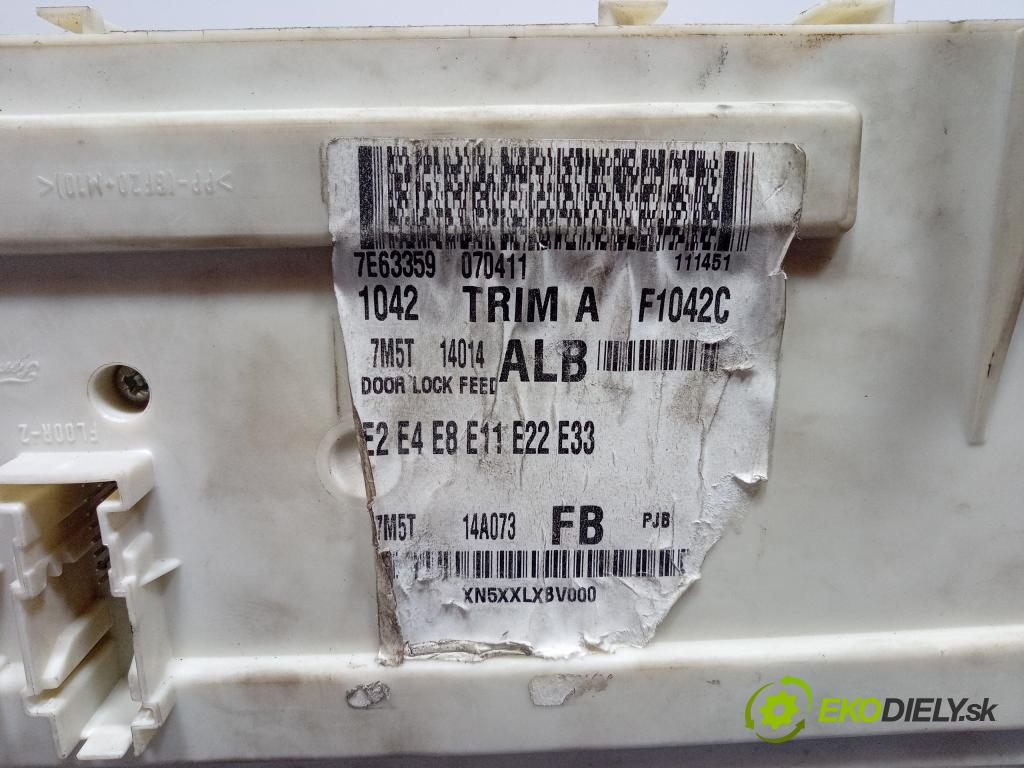 >PP-(GF20+M10)<
7E63359 070411 111451
1042 TRIM A F1042C
7M5T 14014 ALB
DOOR LOCK FEED
E2 E4 E8 E11 E22 E33
FLOOR-2
7M5T 14A073 FB PJB
XN5XXLXBV000
EKODIELY.sk